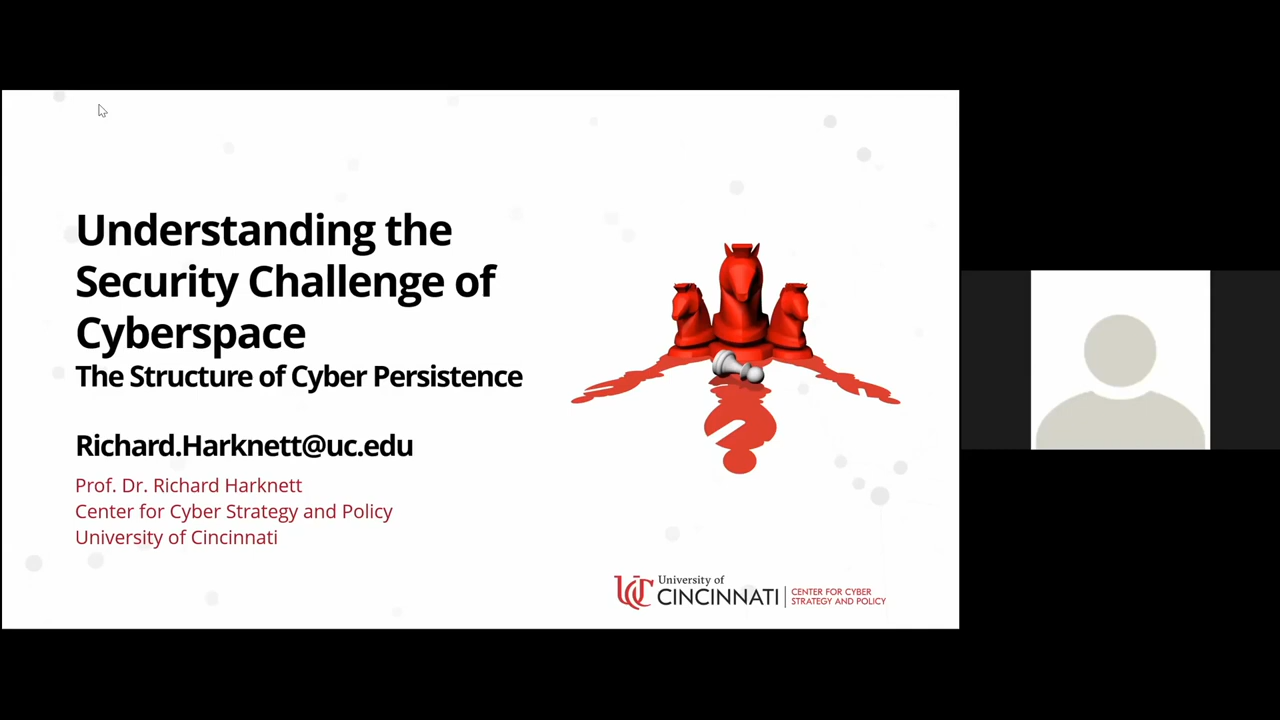 Understanding the
Security Challenge of
Cyberspace
The Structure of Cyber Persistence
Richard.Harknett@uc.edu
Prof. Dr. Richard Harknett
Center for Cyber Strategy and Policy
University of Cincinnati
UC University of
CINCINNATI
CENTER FOR CYBER
STRATEGY AND POLICY